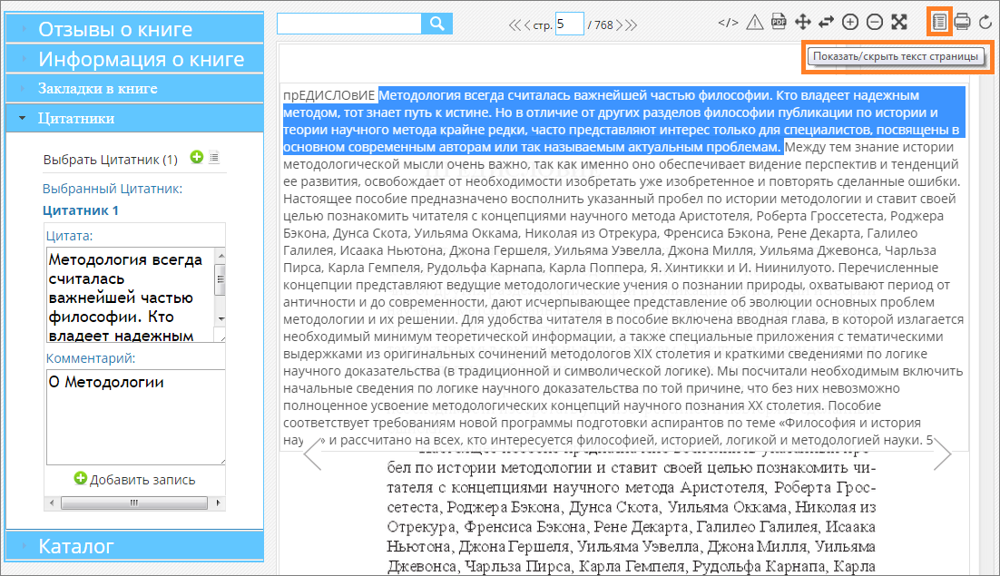 Отзывы о книге
Информация о книге
Закладки в книге
Цитатники
Выбрать Цитатник (1)
Выбранный Цитатник:
Цитатник 1
Цитата:
Методология всегда
считалась
важнейшей частью
философии. Кто
владеет надежным
Комментарий:
О Методологии
Добавить запись
Каталог
стр. 5 / 768
</>
PDF
Показать/скрыть текст страницы
прЕДИСЛОвИЕ Методология всегда считалась важнейшей частью философии. Кто владеет надежным
методом, тот знает путь к истине. Но в отличие от других разделов философии публикации по истории и
теории научного метода крайне редки, часто представляют интерес только для специалистов, посвящены в
основном современным авторам или так называемым актуальным проблемам. Между тем знание истории
методологической мысли очень важно, так как именно оно обеспечивает видение перспектив и тенденций
ее развития, освобождает от необходимости изобретать уже изобретенное и повторять сделанные ошибки.
Настоящее пособие предназначено восполнить указанный пробел по истории методологии и ставит своей
целью познакомить читателя с концепциями научного метода Аристотеля, Роберта Гроссетеста, Роджера
Бэкона, Дунса Скота, Уильяма Оккама, Николая из Отрекура, Френсиса Бэкона, Рене Декарта, Галилео
Галилея, Исаака Ньютона, Джона Гершеля, Уильяма Уэвелла, Джона Милля, Уильяма Джевонса, Чарльза
Пирса, Карла Гемпеля, Рудольфа Карнапа, Карла Поппера, Я. Хинтикки и И. Ниинилуото. Перечисленные
концепции представляют ведущие методологические учения о познании природы, охватывают период от
античности и до современности, дают исчерпывающее представление об эволюции основных проблем
методологии и их решении. Для удобства читателя в пособие включена вводная глава, в которой излагается
необходимый минимум теоретической информации, а также специальные приложения с тематическими
выдержками из оригинальных сочинений методологов XIX столетия и краткими сведениями по логике
научного доказательства (в традиционной и символической логике). Мы посчитали необходимым включить
начальные сведения по логике научного доказательства по той причине, что без них невозможно
полноценное усвоение методологических концепций научного познания XX столетия. Пособие
соответствует требованиям новой программы подготовки аспирантов по теме «Философия и история
нау » и рассчитано на всех, кто интересуется философией, историей, логикой и методологией науки. 5
Настоящее пособие предназначено восполнить указанный про-
бел по истории методологии и ставит своей целью познакомить чи-
тателя с концепциями научного метода Аристотеля, Роберта Грос-
сетеста, Роджера Бэкона, Дунса Скота, Уильяма Оккама, Николая из
Отрекура, Френсиса Бэкона, Рене Декарта, Галилео Галилея, Исаака
Ньютона, Джона Гершеля, Уильяма Уэвелла, Джона Милля, Уильяма
Джевонса, Чарльза Пирса, Карла Гемпеля, Рудольфа Карнапа, Карла